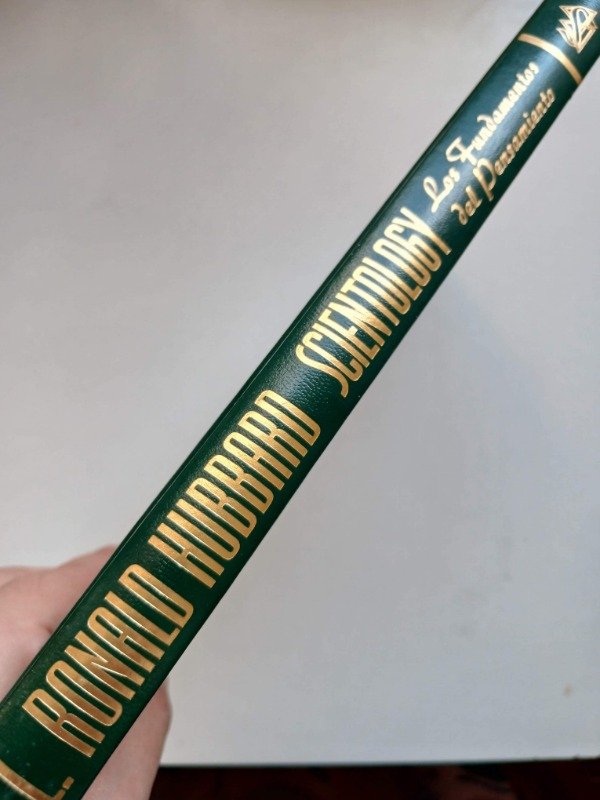 L. RONALD HUBBARD
SCIENTOLOGY
Los Fundamentos
del Pensamiento